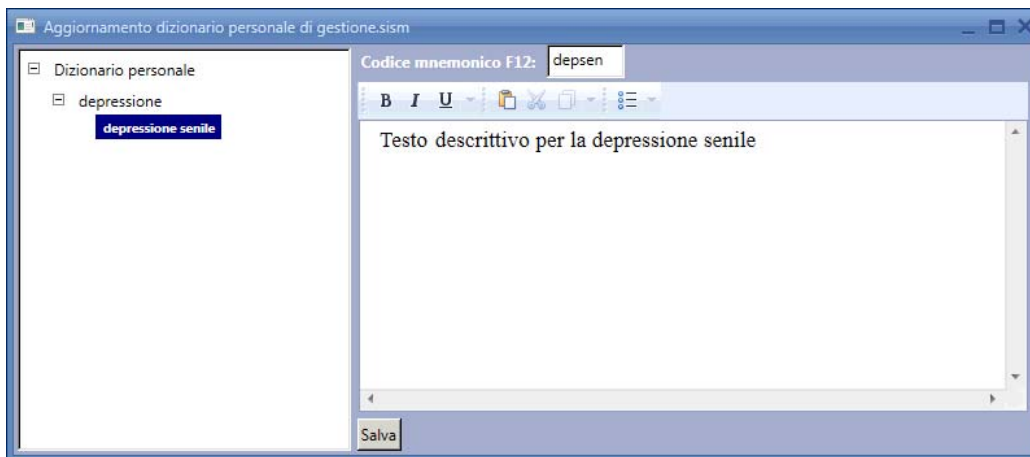 Aggiornamento dizionario personale di gestione.sism
Dizionario personale
depressione
depressione senile
Codice mnemonico F12: depsen
B I U
Testo descrittivo per la depressione senile
Salva